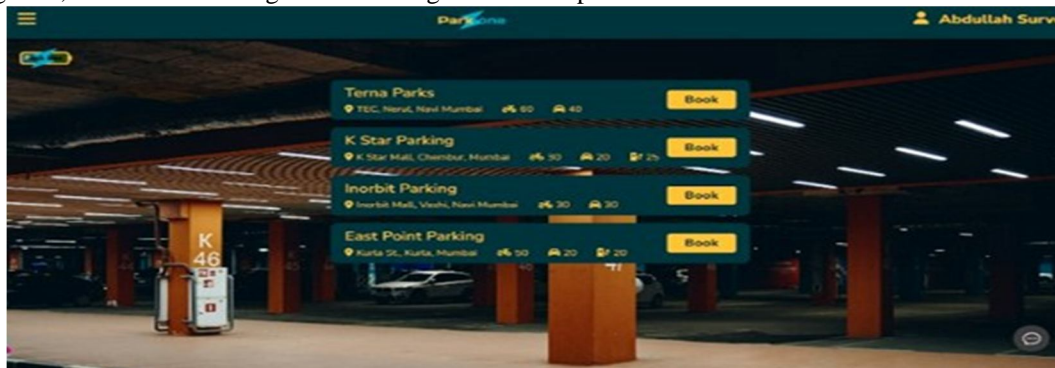 ParkZone
Abdullah Surv
Terna Parks
TEC, Nerul, Navi Mumbai 60 40
Book
K Star Parking
K Star Mall, Chembur, Mumbai 30 20 25
Book
Inorbit Parking
Inorbit Mall, Vashi, Navi Mumbai 30 30
Book
East Point Parking
Kurla St., Kurla, Mumbai 50 20 20
Book
K
46